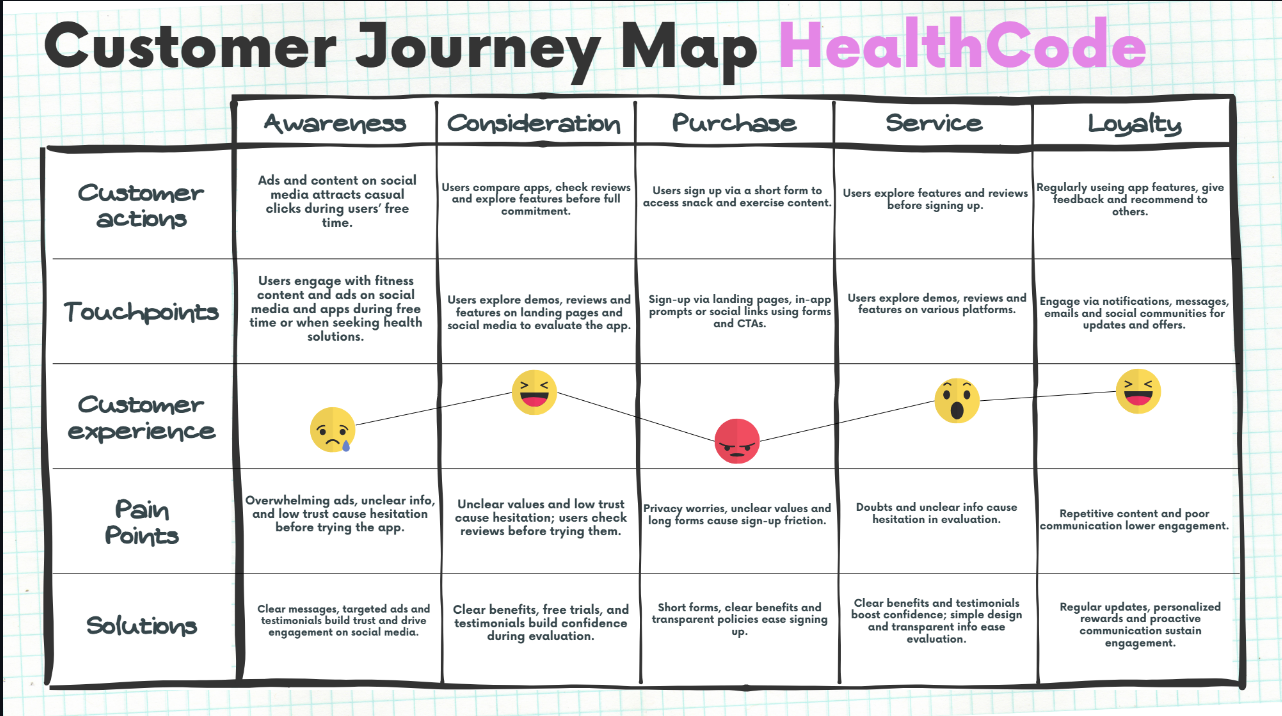 Customer Journey Map HealthCode
Awareness
Consideration
Purchase
Service
Loyalty
Customer
actions
Ads and content on social
media attracts casual
clicks during users' free
time.
Users compare apps, check reviews
and explore features before full
commitment.
Users sign up via a short form to
access snack and exercise content.
Users explore features and reviews
before signing up.
Regularly useing app features, give
feedback and recommend to
others.
Touchpoints
Users engage with fitness
content and ads on social
media and apps during free
time or when seeking health
solutions.
Users explore demos, reviews and
features on landing pages and
social media to evaluate the app.
Sign-up via landing pages, in-app
prompts or social links using forms
and CTAs.
Users explore demos, reviews and
features on various platforms.
Engage via notifications, messages,
emails and social communities for
updates and offers.
Customer
experience
Pain
Points
Overwhelming ads, unclear info,
and low trust cause hesitation
before trying the app.
Unclear values and low trust
cause hesitation; users check
reviews before trying them.
Privacy worries, unclear values and
long forms cause sign-up friction.
Doubts and unclear info cause
hesitation in evaluation.
Repetitive content and poor
communication lower engagement.
Solutions
Clear messages, targeted ads and
testimonials build trust and drive
engagement on social media.
Clear benefits, free trials, and
testimonials build confidence
during evaluation.
Short forms, clear benefits and
transparent policies ease signing
up.
Clear benefits and testimonials
boost confidence; simple design
and transparent info ease
evaluation.
Regular updates, personalized
rewards and proactive
communication sustain
engagement.